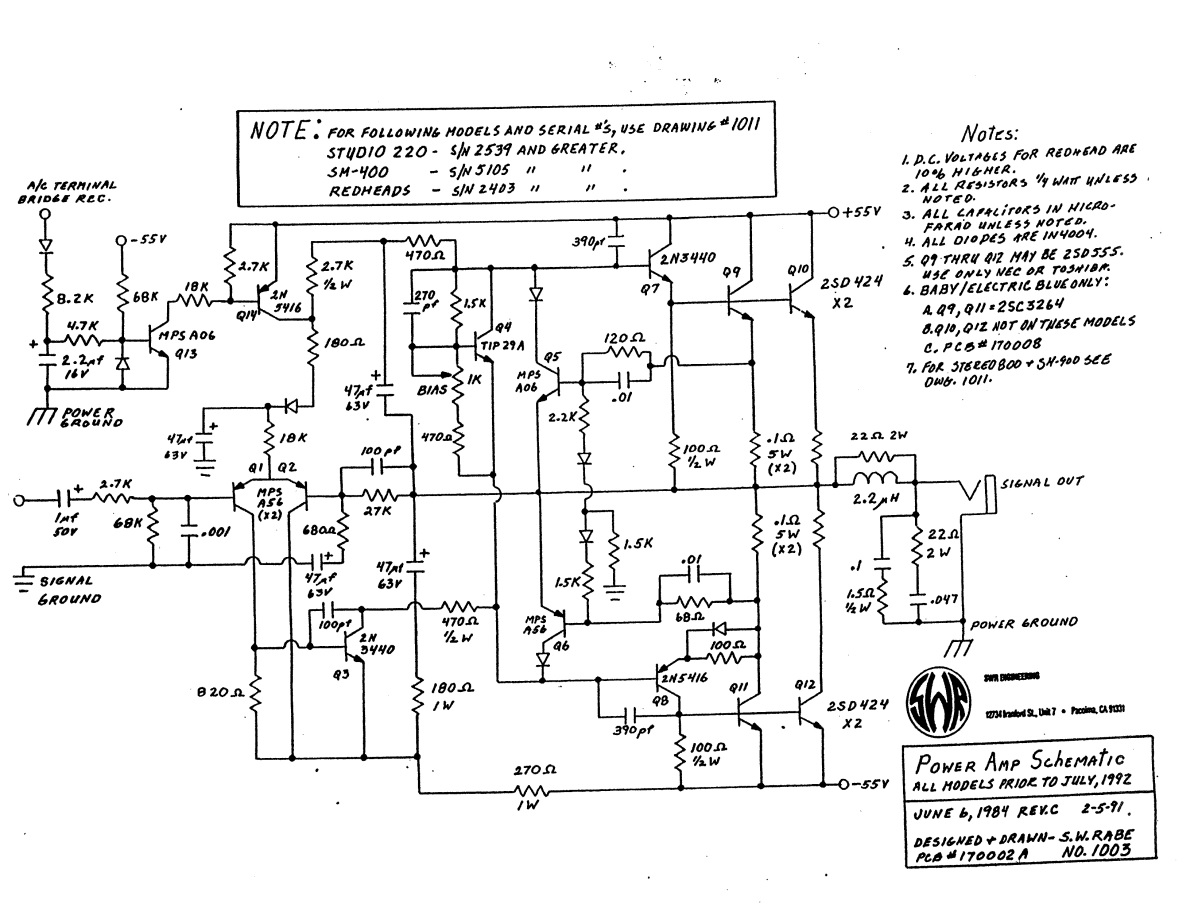 NOTE: FOR FOLLOWING MODELS AND SERIAL #'S, USE DRAWING #1011
STUDIO 220 - S/N 2539 AND GREATER.
SM-400 - S/N 5105 " " .
REDHEADS - S/N 2403 " " .
Notes:
1. D.C. VOLTAGES FOR REDHEAD ARE
10% HIGHER.
2. ALL RESISTORS 1/4 WATT UNLESS
NOTED.
3. ALL CAPACITORS IN MICRO-
FARAD UNLESS NOTED.
4. ALL DIODES ARE IN4004.
5. Q9 THRU Q12 MAY BE 2SD555.
USE ONLY NEC OR TOSHIBA.
6. BABY/ELECTRIC BLUE ONLY:
A. Q9, Q11 = 2SC3264
B. Q10, Q12 NOT ON THESE MODELS
C. PCB# 170008
7. FOR STEREO 800 + SM-900 SEE
DWG. 1011.
A/C TERMINAL
BRIDGE REC.
-55V
+55V
8.2K
68K
18K
2.7K
2N
5416
Q14
2.7K
1/2 W
4.7K
MPS A06
Q13
+
2.2µf
16V
POWER
GROUND
180Ω
470Ω
270
pf
1.5K
Q4
TIP 29A
BIAS
1K
470Ω
+
47µf
63V
390pf
2N3440
Q7
Q9
Q10
2SD424
X2
Q5
MPS
A06
120Ω
.01
2.2K
100Ω
1/2 W
.1Ω
5W
(X2)
22Ω 2W
2.2µH
SIGNAL OUT
+
47µf
63V
18K
Q1
Q2
MPS
A56
(X2)
2.7K
+
1µf
50V
68K
.001
100pf
27K
680Ω
+
47µf
63V
+
47µf
63V
SIGNAL
GROUND
.1Ω
5W
(X2)
1.5K
1.5K
.01
68Ω
22Ω
2W
.1
1.5Ω
1/2 W
.047
POWER GROUND
100pf
2N
3440
Q3
470Ω
1/2 W
MPS
A56
Q6
100Ω
2N5416
Q8
Q11
Q12
2SD424
X2
820Ω
180Ω
1W
390pf
100Ω
1/2W
270Ω
1W
-55V
SWR
SWR ENGINEERING
12734 Branford St., Unit 7 • Pacoima, CA 91331
POWER AMP SCHEMATIC
ALL MODELS PRIOR TO JULY, 1992
JUNE 6, 1984 REV.C 2-5-91.
DESIGNED + DRAWN- S.W. RABE
PCB #170002A NO. 1003